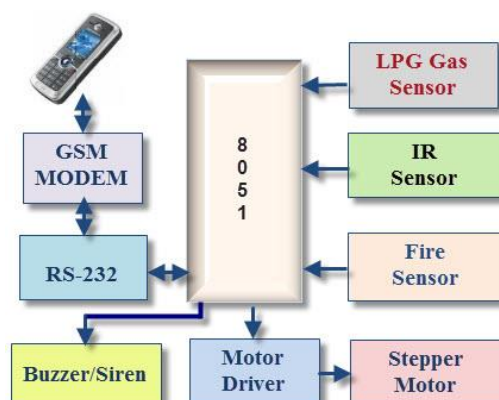 LPG Gas
Sensor
GSM
MODEM
8
0
5
1
IR
Sensor
RS-232
Fire
Sensor
Buzzer/Siren
Motor
Driver
Stepper
Motor